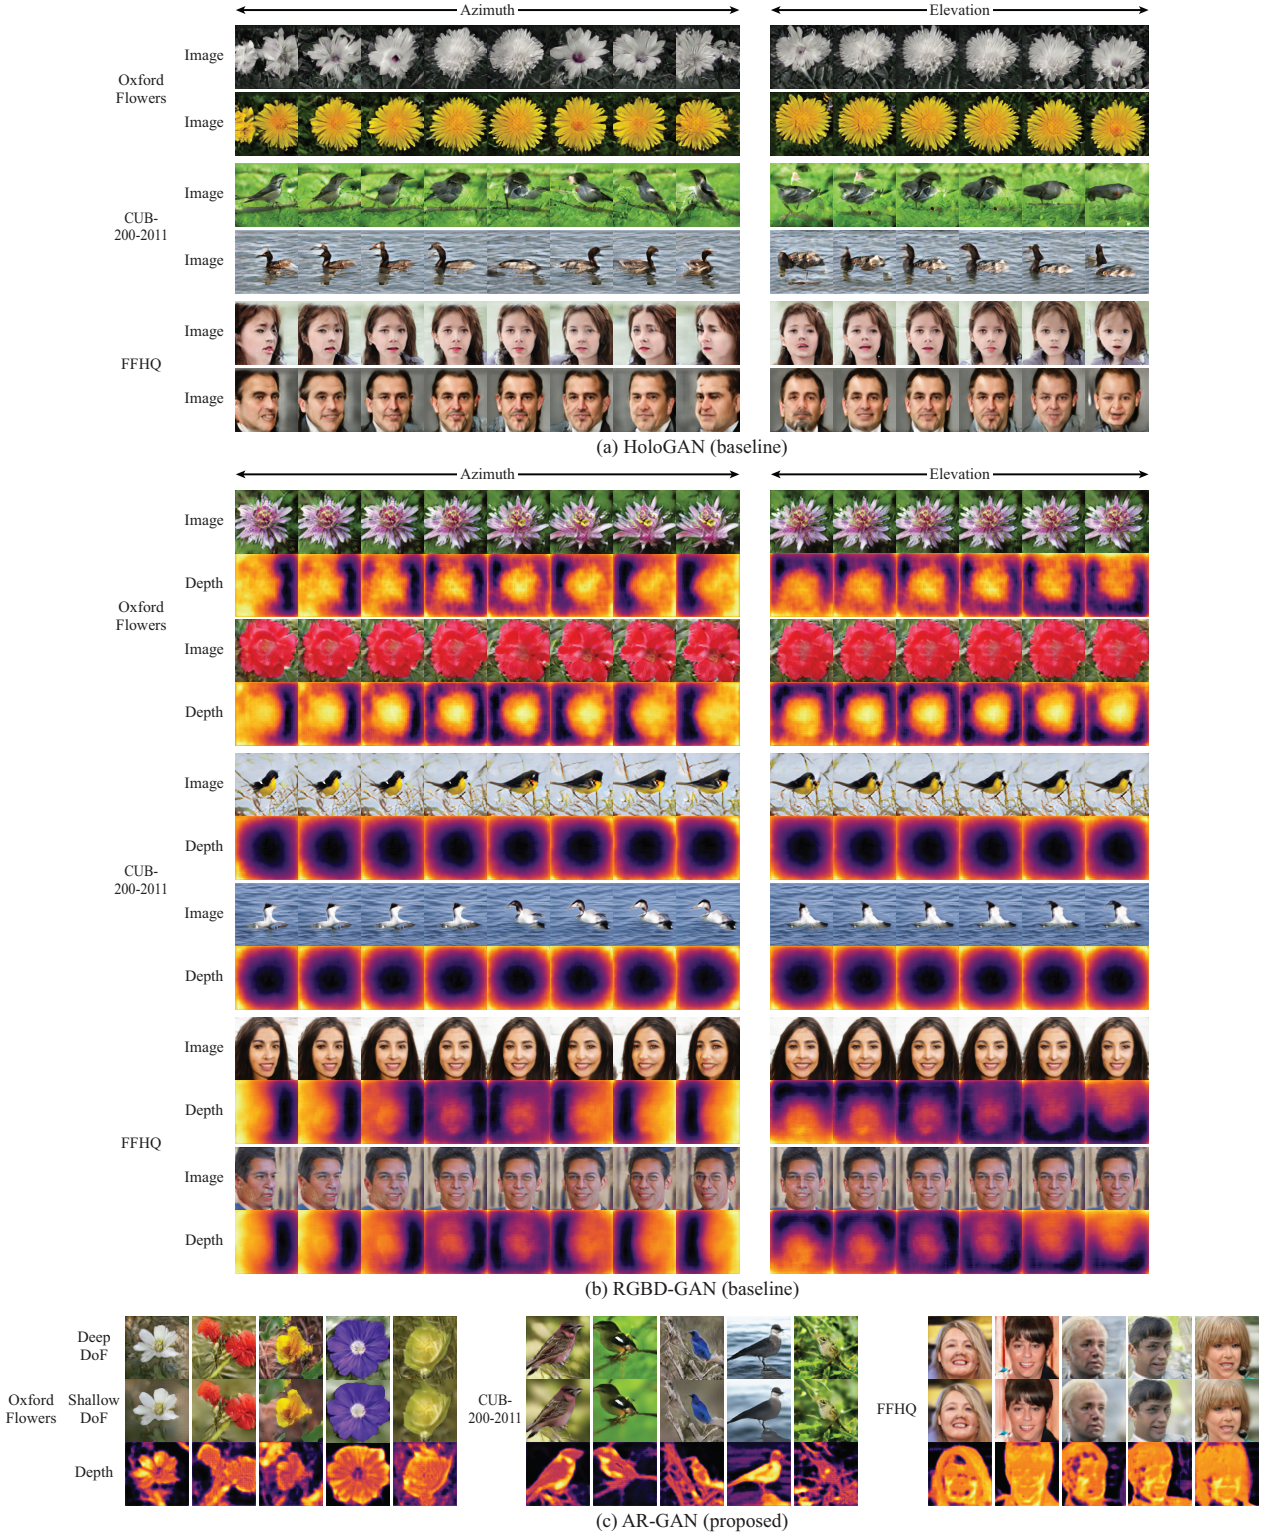 Azimuth
Elevation
Oxford
Flowers
Image
Image
CUB-
200-2011
Image
Image
FFHQ
Image
Image
(a) HoloGAN (baseline)
Azimuth
Elevation
Oxford
Flowers
Image
Depth
Image
Depth
CUB-
200-2011
Image
Depth
Image
Depth
FFHQ
Image
Depth
Image
Depth
(b) RGBD-GAN (baseline)
Oxford
Flowers
Deep
DoF
Shallow
DoF
Depth
CUB-
200-2011
FFHQ
(c) AR-GAN (proposed)